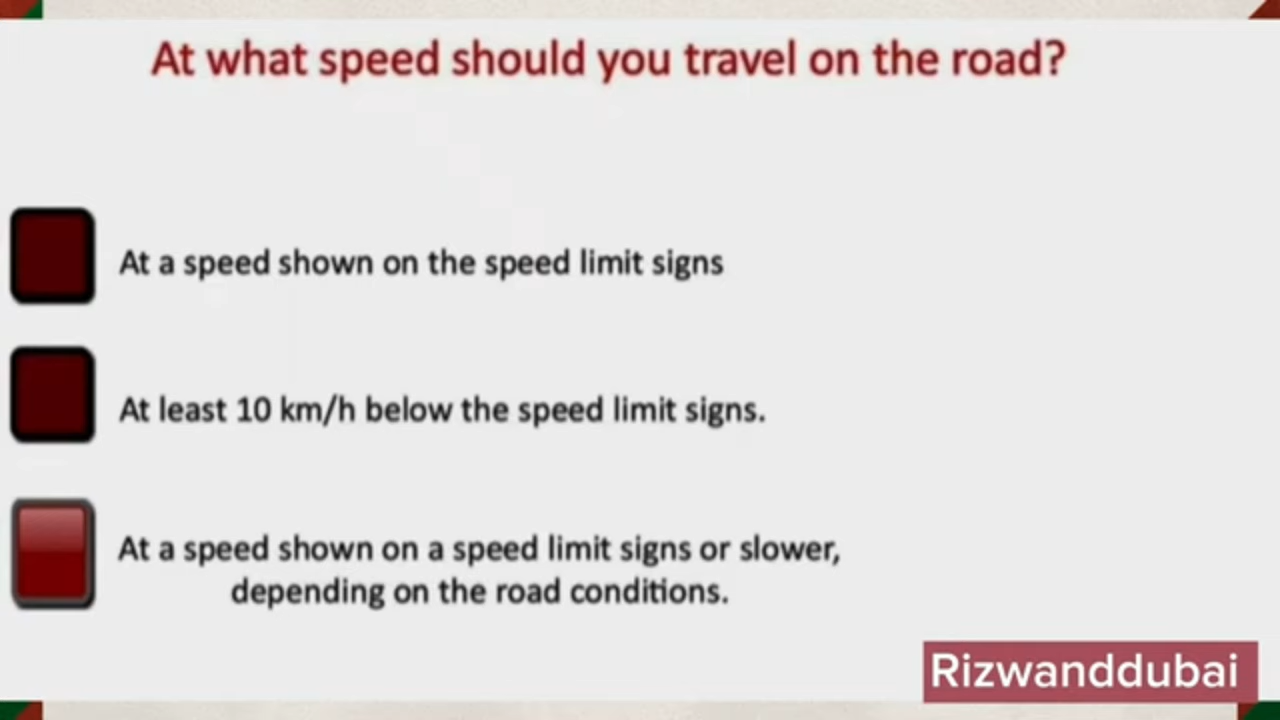 At what speed should you travel on the road?
At a speed shown on the speed limit signs
At least 10 km/h below the speed limit signs.
At a speed shown on a speed limit signs or slower,
depending on the road conditions.
Rizwanddubai